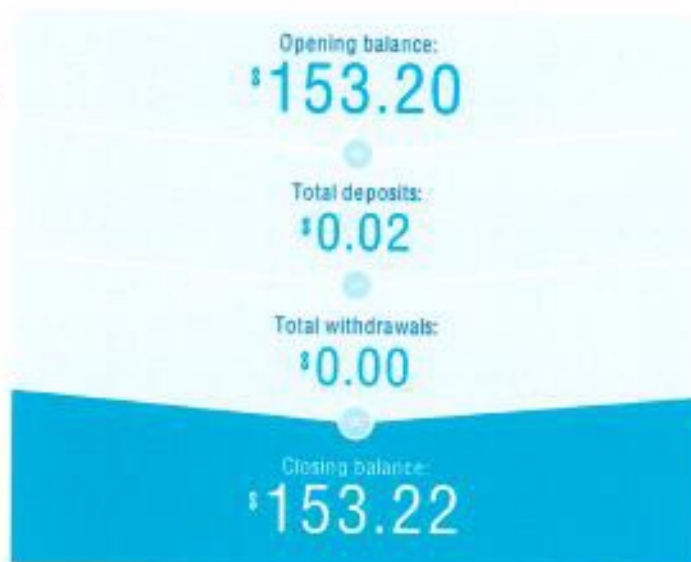 Opening balance:
$153.20
Total deposits:
$0.02
Total withdrawals:
$0.00
Closing balance:
$153.22